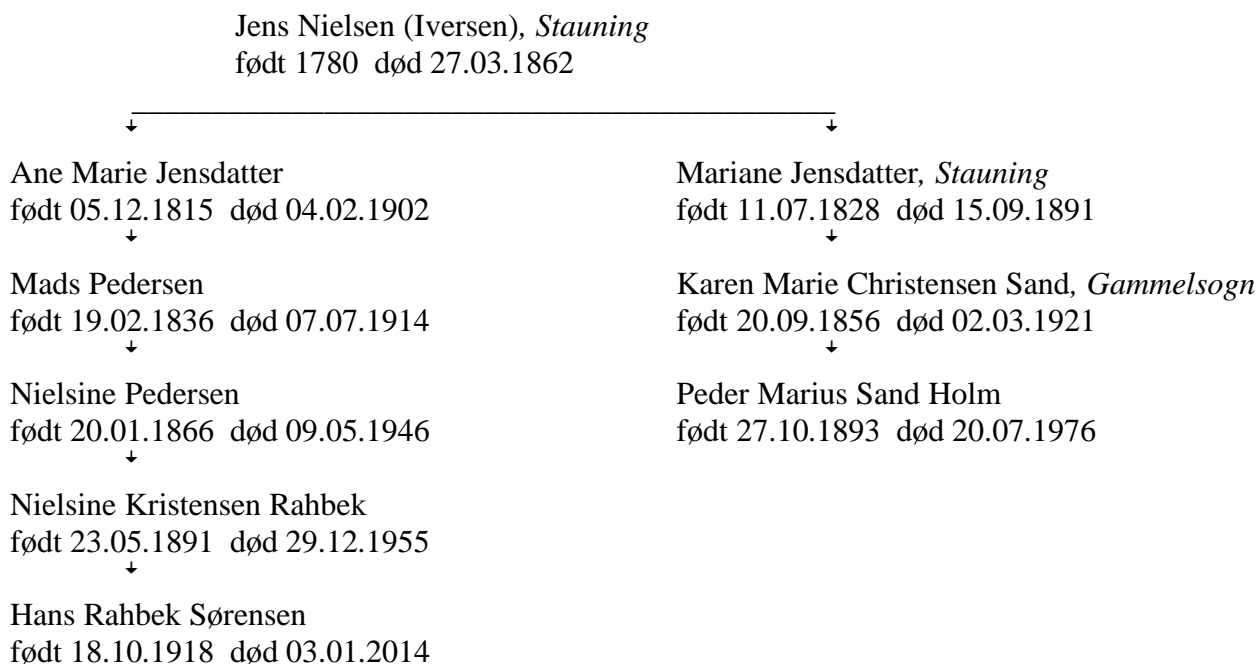 Jens Nielsen (Iversen), Stauning
født 1780 død 27.03.1862
Ane Marie Jensdatter
født 05.12.1815 død 04.02.1902
Mads Pedersen
født 19.02.1836 død 07.07.1914
Nielsine Pedersen
født 20.01.1866 død 09.05.1946
Nielsine Kristensen Rahbek
født 23.05.1891 død 29.12.1955
Hans Rahbek Sørensen
født 18.10.1918 død 03.01.2014
Mariane Jensdatter, Stauning
født 11.07.1828 død 15.09.1891
Karen Marie Christensen Sand, Gammelsogn
født 20.09.1856 død 02.03.1921
Peder Marius Sand Holm
født 27.10.1893 død 20.07.1976